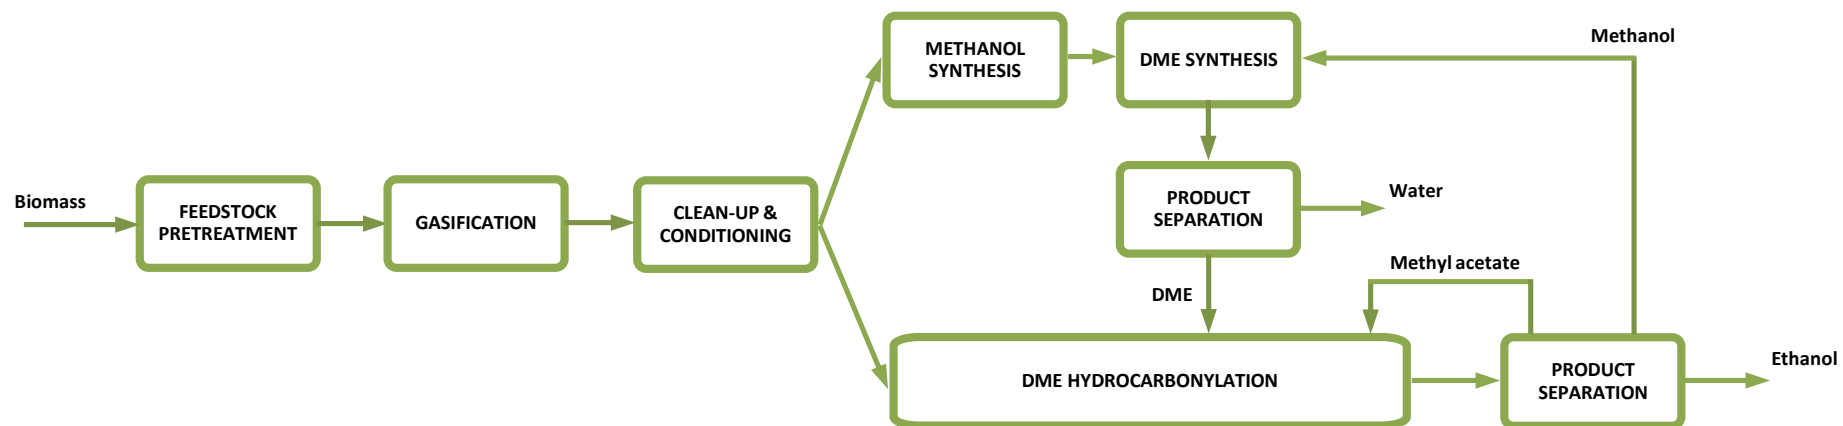 Biomass
FEEDSTOCK
PRETREATMENT
GASIFICATION
CLEAN-UP &
CONDITIONING
METHANOL
SYNTHESIS
DME SYNTHESIS
Methanol
PRODUCT
SEPARATION
Water
DME
Methyl acetate
DME HYDROCARBONYLATION
PRODUCT
SEPARATION
Ethanol